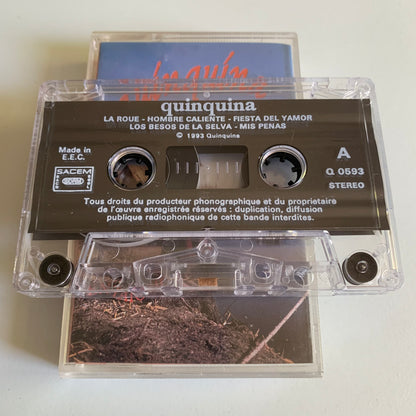 quinquina
quinquina
LA ROUE - HOMBRE CALIENTE - FIESTA DEL YAMOR
LOS BESOS DE LA SELVA - MIS PENAS
© 1993 Quinquina
Made in
E.E.C.
SACEM
A
Q 0593
STEREO
Tous droits du producteur phonographique et du proprietaire
de l'œuvre enregistrée réservés : duplication, diffusion
publique radiophonique de cette bande interdites.